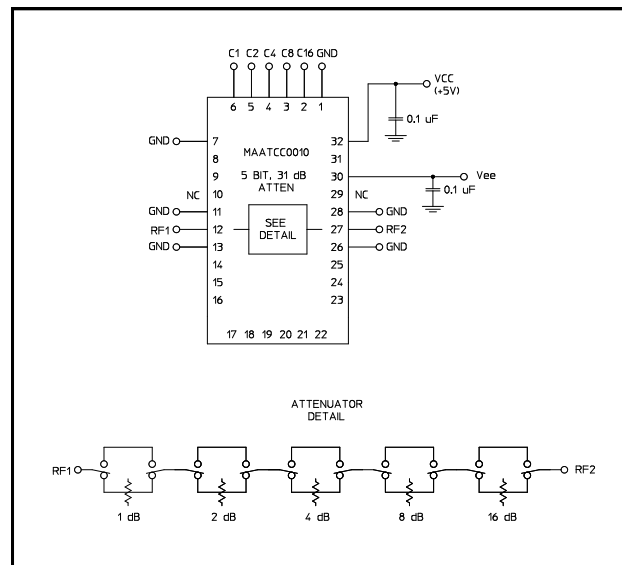 C1 C2 C4 C8 C16 GND
VCC
(+5V)
6 5 4 3 2 1
0.1 uF
GND 7 32
MAATCC0010
8 31
9 5 BIT, 31 dB 30 Vee
ATTEN
NC 10 29 NC 0.1 uF
GND 11 28 GND
SEE
RF1 12 27 RF2
DETAIL
GND 13 26 GND
14 25
15 24
16 23
17 18 19 20 21 22
ATTENUATOR
DETAIL
RF1 RF2
1 dB 2 dB 4 dB 8 dB 16 dB